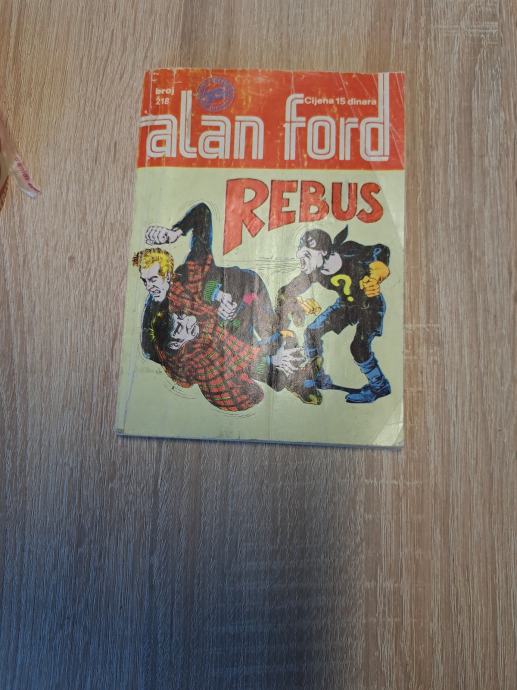 broj
218
Cijena 15 dinara
alan ford
REBUS
?